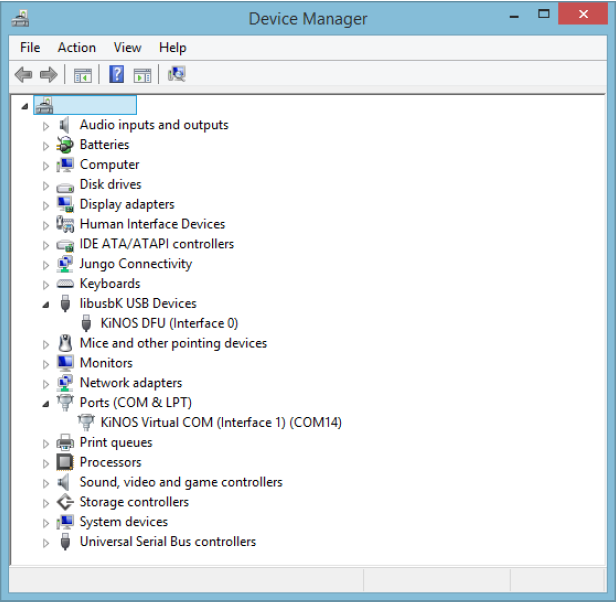 Device Manager
File Action View Help
Audio inputs and outputs
Batteries
Computer
Disk drives
Display adapters
Human Interface Devices
IDE ATA/ATAPI controllers
Jungo Connectivity
Keyboards
libusbK USB Devices
KiNOS DFU (Interface 0)
Mice and other pointing devices
Monitors
Network adapters
Ports (COM & LPT)
KiNOS Virtual COM (Interface 1) (COM14)
Print queues
Processors
Sound, video and game controllers
Storage controllers
System devices
Universal Serial Bus controllers